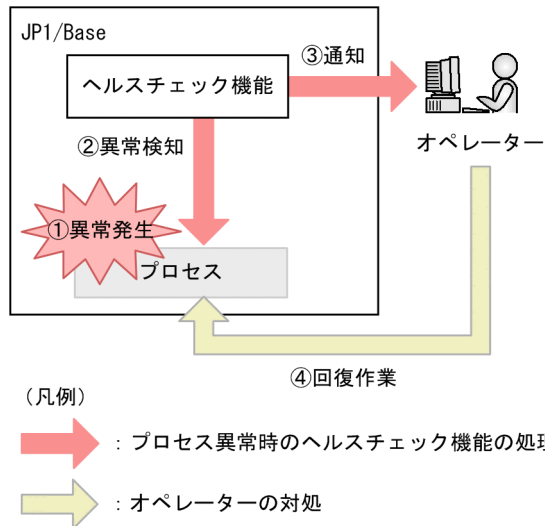 JP1/Base
③通知
ヘルスチェック機能
②異常検知
オペレーター
①異常発生
プロセス
④回復作業
（凡例）
：プロセス異常時のヘルスチェック機能の処理
：オペレーターの対処